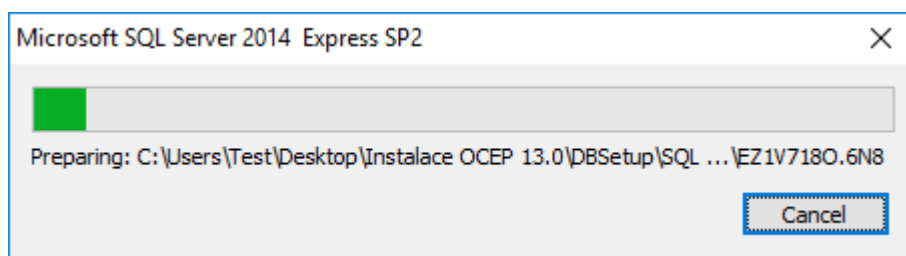 Microsoft SQL Server 2014 Express SP2
Preparing: C:\Users\Test\Desktop\Instalace OCEP 13.0\DBSetup\SQL ...\EZ1V718O.6N8
Cancel